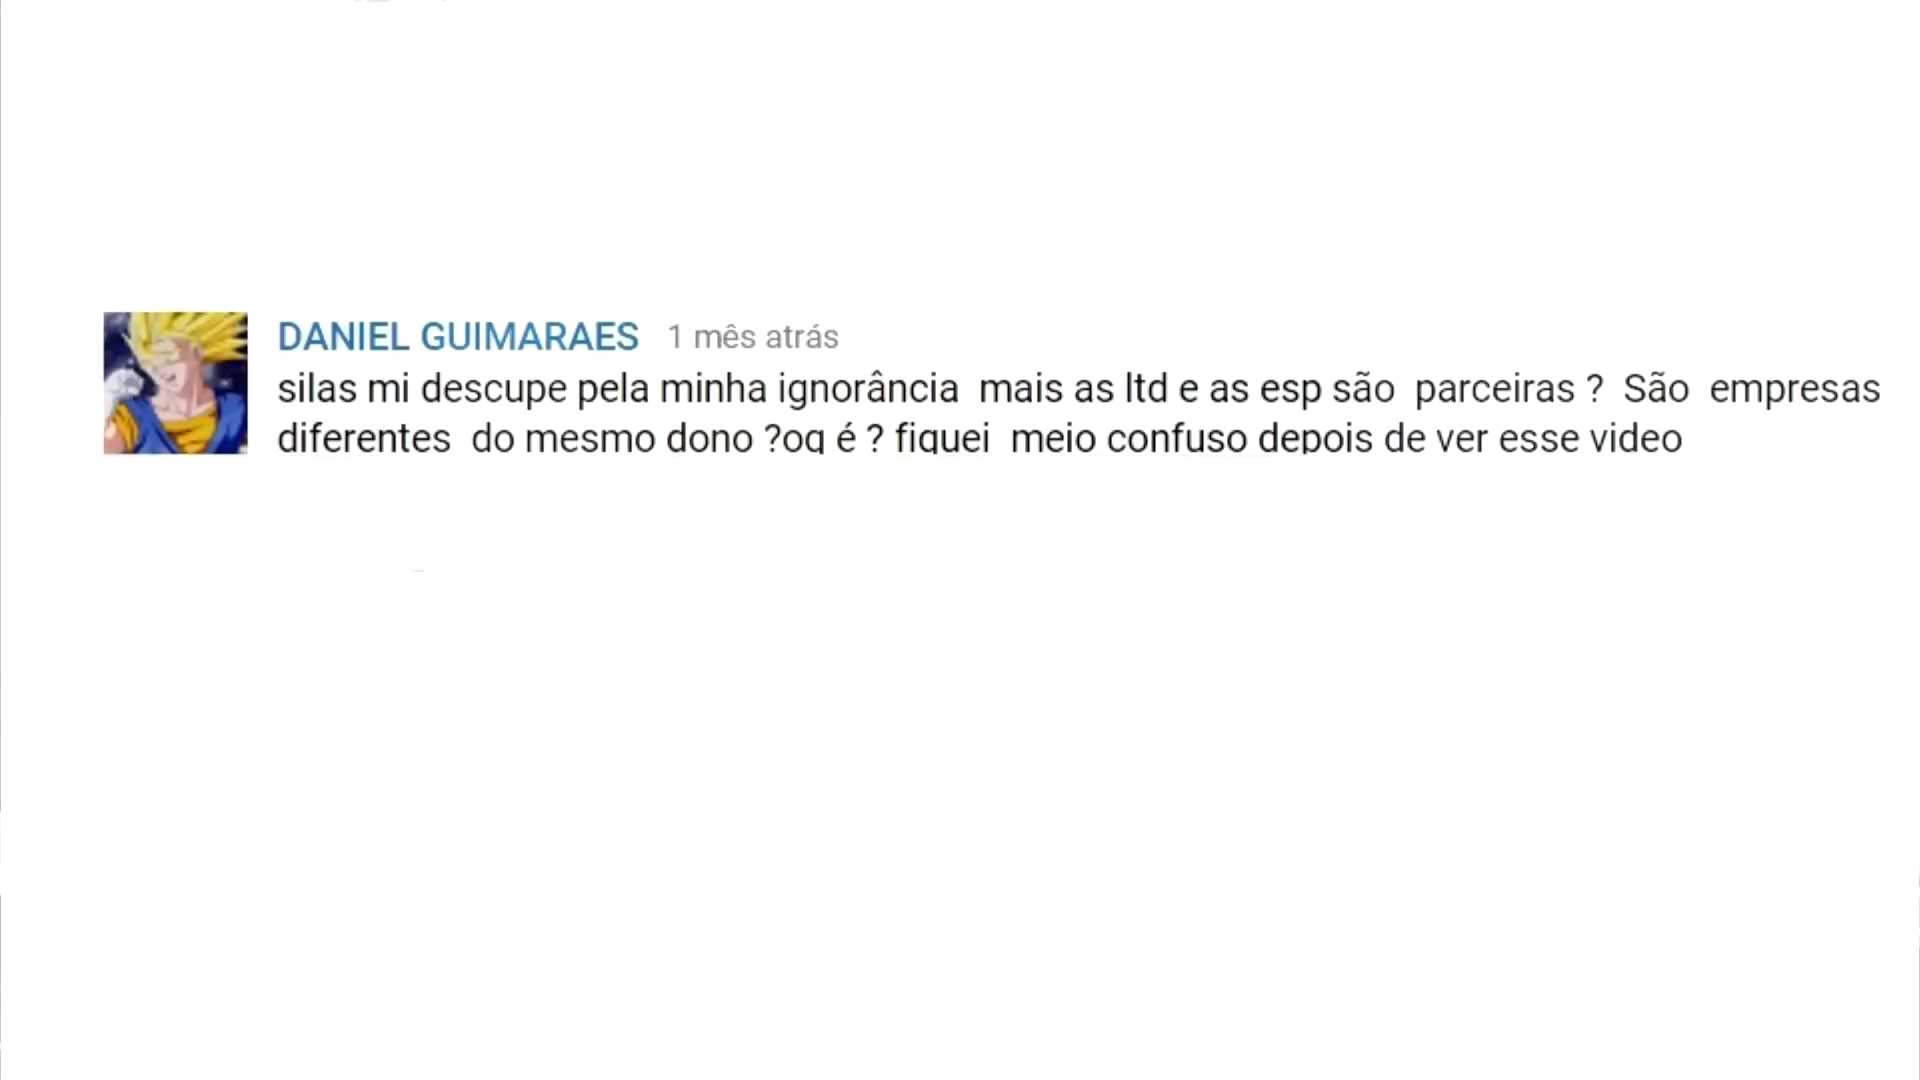 DANIEL GUIMARAES 1 mês atrás
silas mi descupe pela minha ignorância mais as ltd e as esp são parceiras ? São empresas
diferentes do mesmo dono ?oq é ? fiquei meio confuso depois de ver esse video